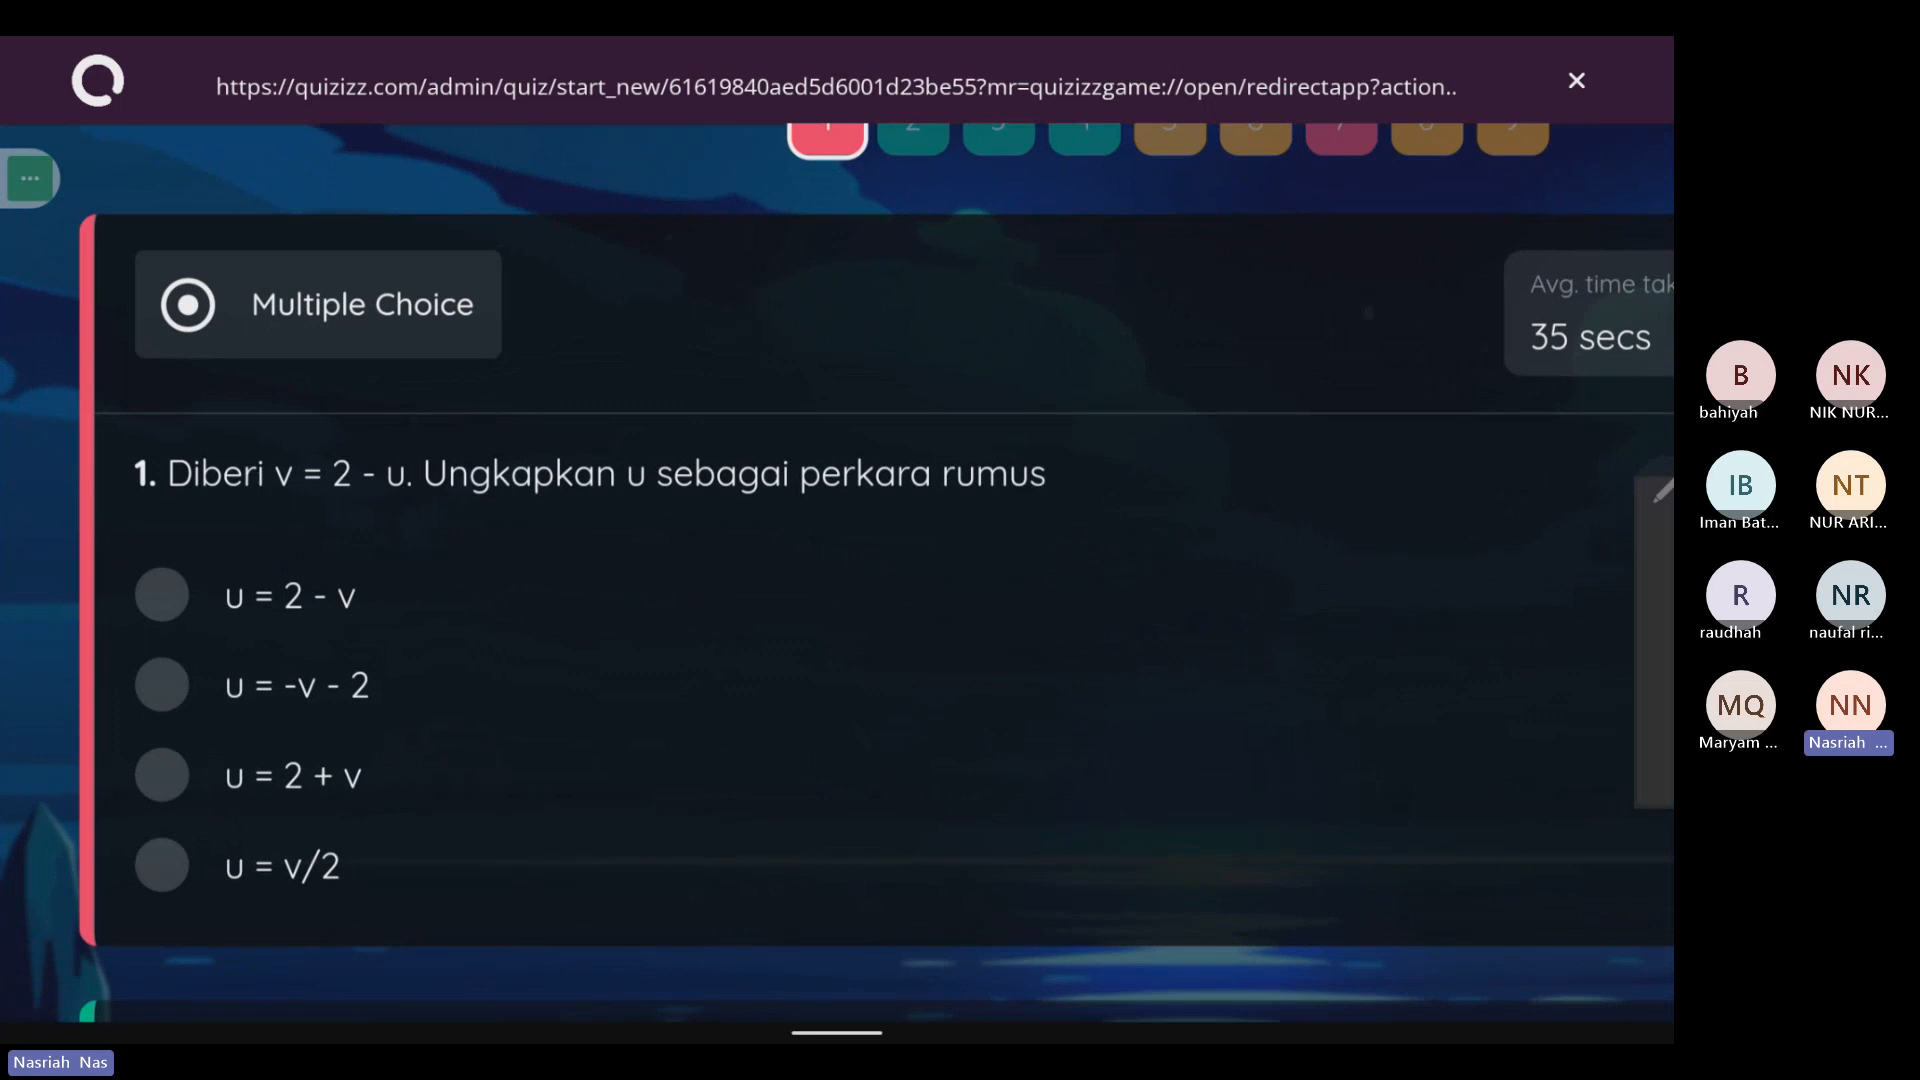 https://quizizz.com/admin/quiz/start_new/61619840aed5d6001d23be55?mr=quizizzgame://open/redirectapp?action..
Multiple Choice
Avg. time tak
35 secs
1. Diberi v = 2 - u. Ungkapkan u sebagai perkara rumus
u = 2 - v
u = -v - 2
u = 2 + v
u = v/2
B
bahiyah
NK
NIK NUR...
IB
Iman Bat...
NT
NUR ARI...
R
raudhah
NR
naufal ri...
MQ
Maryam ...
NN
Nasriah ...
Nasriah Nas